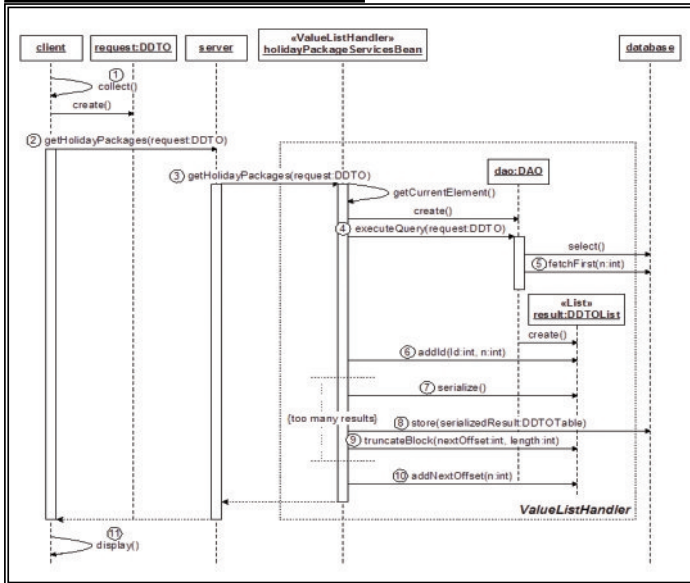 «ValueListHandler»
client request:DDTO server holidayPackageServicesBean database
① collect()
create()
② getHolidayPackages(request:DDTO)
③ getHolidayPackages(request:DDTO)
dao:DAO
getCurrentElement()
create()
④ executeQuery(request:DDTO)
select()
⑤ fetchFirst(n:int)
«List»
result:DDTOList
create()
⑥ addId(Id:int, n:int)
⑦ serialize()
{too many results}
⑧ store(serializedResult:DDTOTable)
⑨ truncateBlock(nextOffset:int, length:int)
⑩ addNextOffset(n:int)
ValueListHandler
⑪ display()